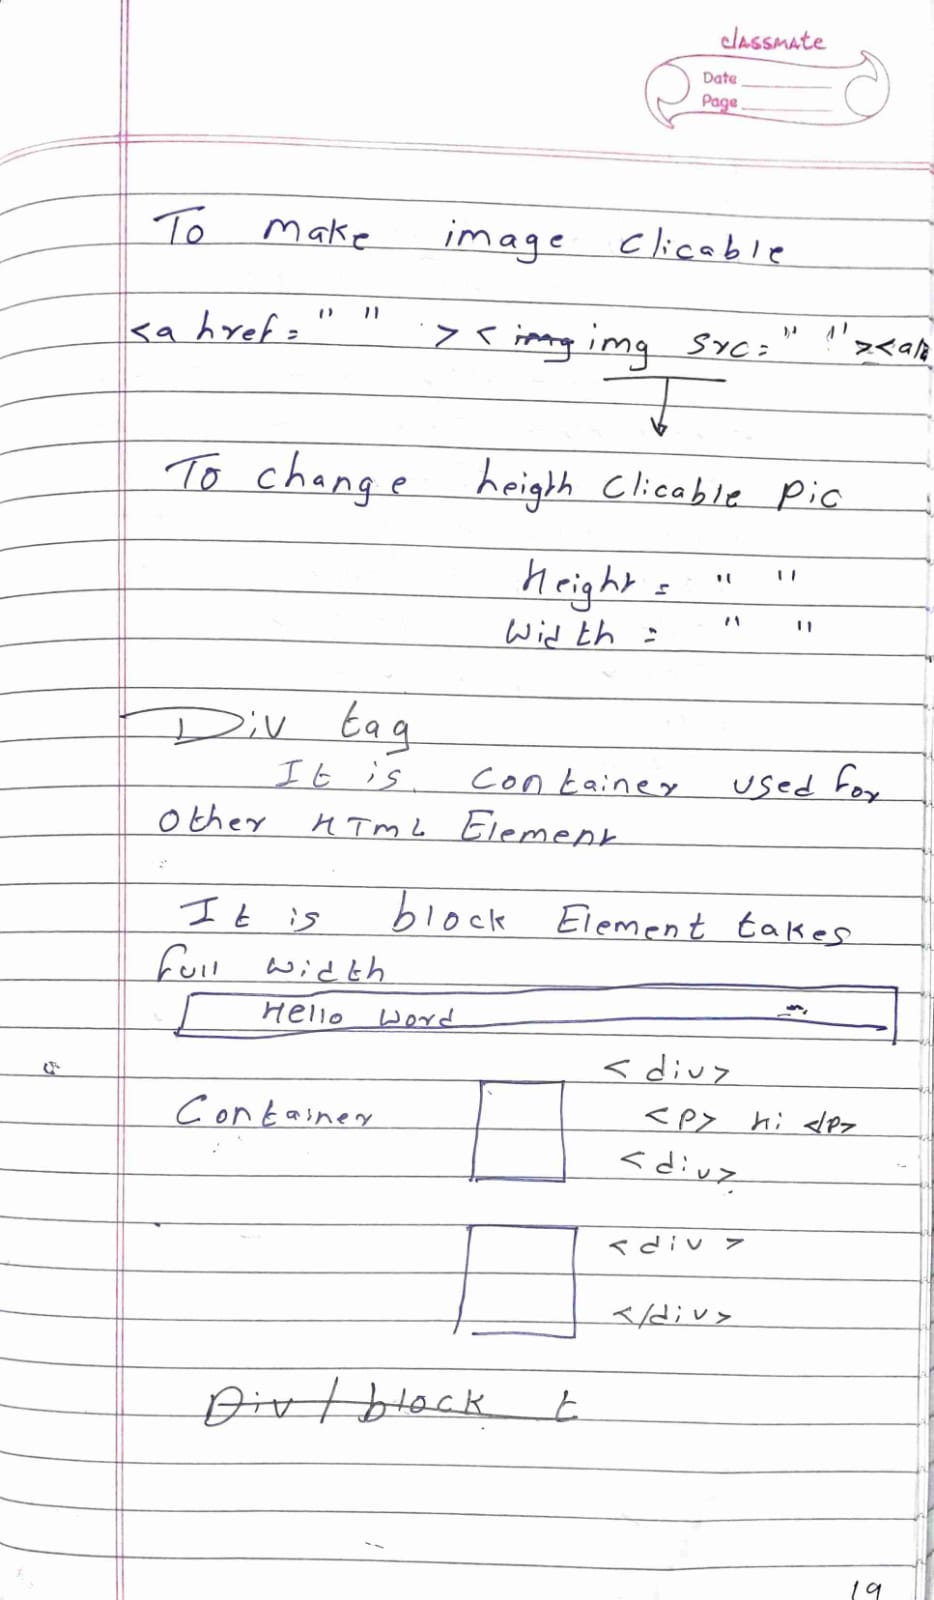 classmate
Date
Page
To make image clicable
<a href = " " > < img img src = " " > <a/>
To change heigth clicable pic
Height = " "
Width = " "
Div tag
It is container used for
other HTML Element
It is block Element takes
full width
Hello word
<div>
Container <p> Hi </p>
<div>
<div>
</div>
Div / block t
19